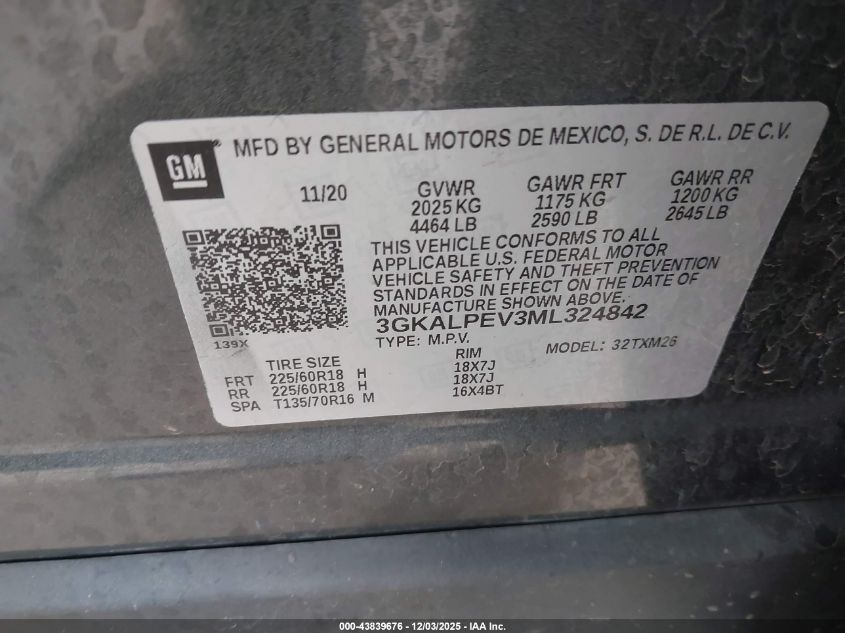 GM
MFD BY GENERAL MOTORS DE MEXICO, S. DE R.L. DE C.V.
11/20 GVWR GAWR FRT GAWR RR
2025 KG 1175 KG 1200 KG
4464 LB 2590 LB 2645 LB
THIS VEHICLE CONFORMS TO ALL
APPLICABLE U.S. FEDERAL MOTOR
VEHICLE SAFETY AND THEFT PREVENTION
STANDARDS IN EFFECT ON THE DATE OF
MANUFACTURE SHOWN ABOVE.
3GKALPEV3ML324842
139X
TYPE: M.P.V. MODEL: 32TXM26
TIRE SIZE RIM
FRT 225/60R18 H 18X7J
RR 225/60R18 H 18X7J
SPA T135/70R16 M 16X4BT
000-43839676 - 12/03/2025 - IAA Inc.